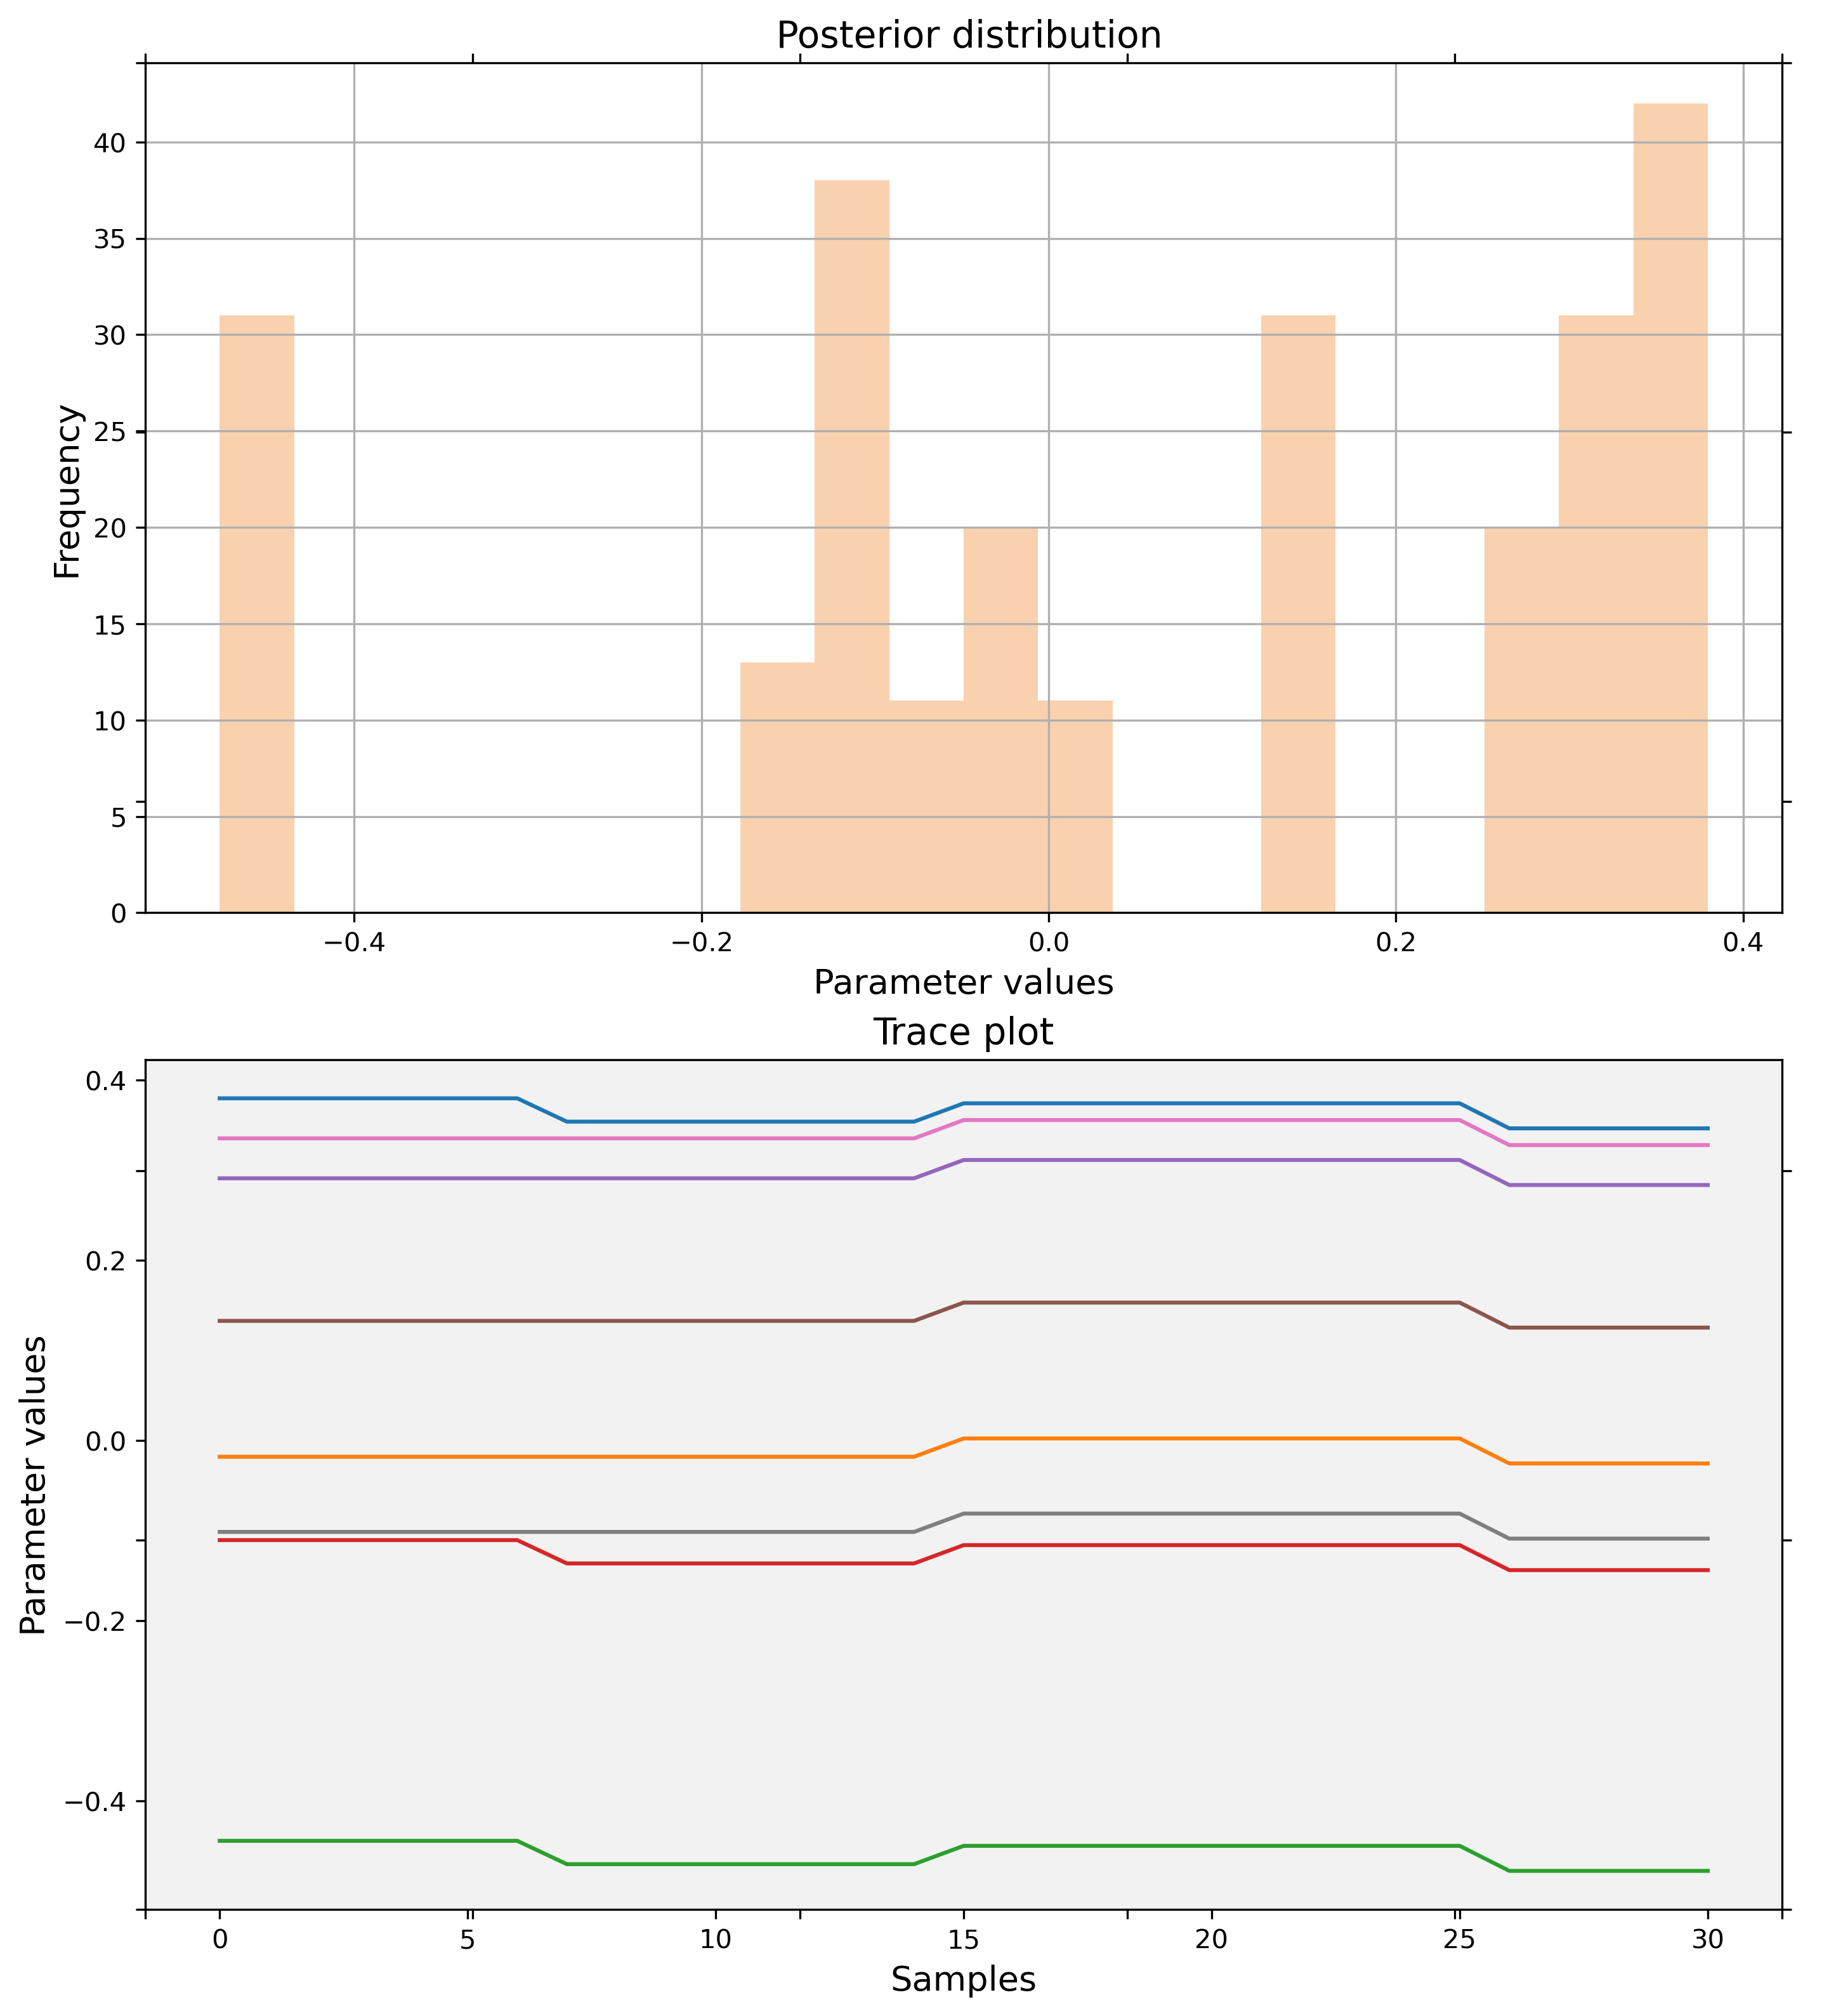 Posterior distribution
40
35
30
25
20
15
10
5
0
Frequency
−0.4 −0.2 0.0 0.2 0.4
Parameter values
Trace plot
0.4
0.2
0.0
−0.2
−0.4
Parameter values
0 5 10 15 20 25 30
Samples